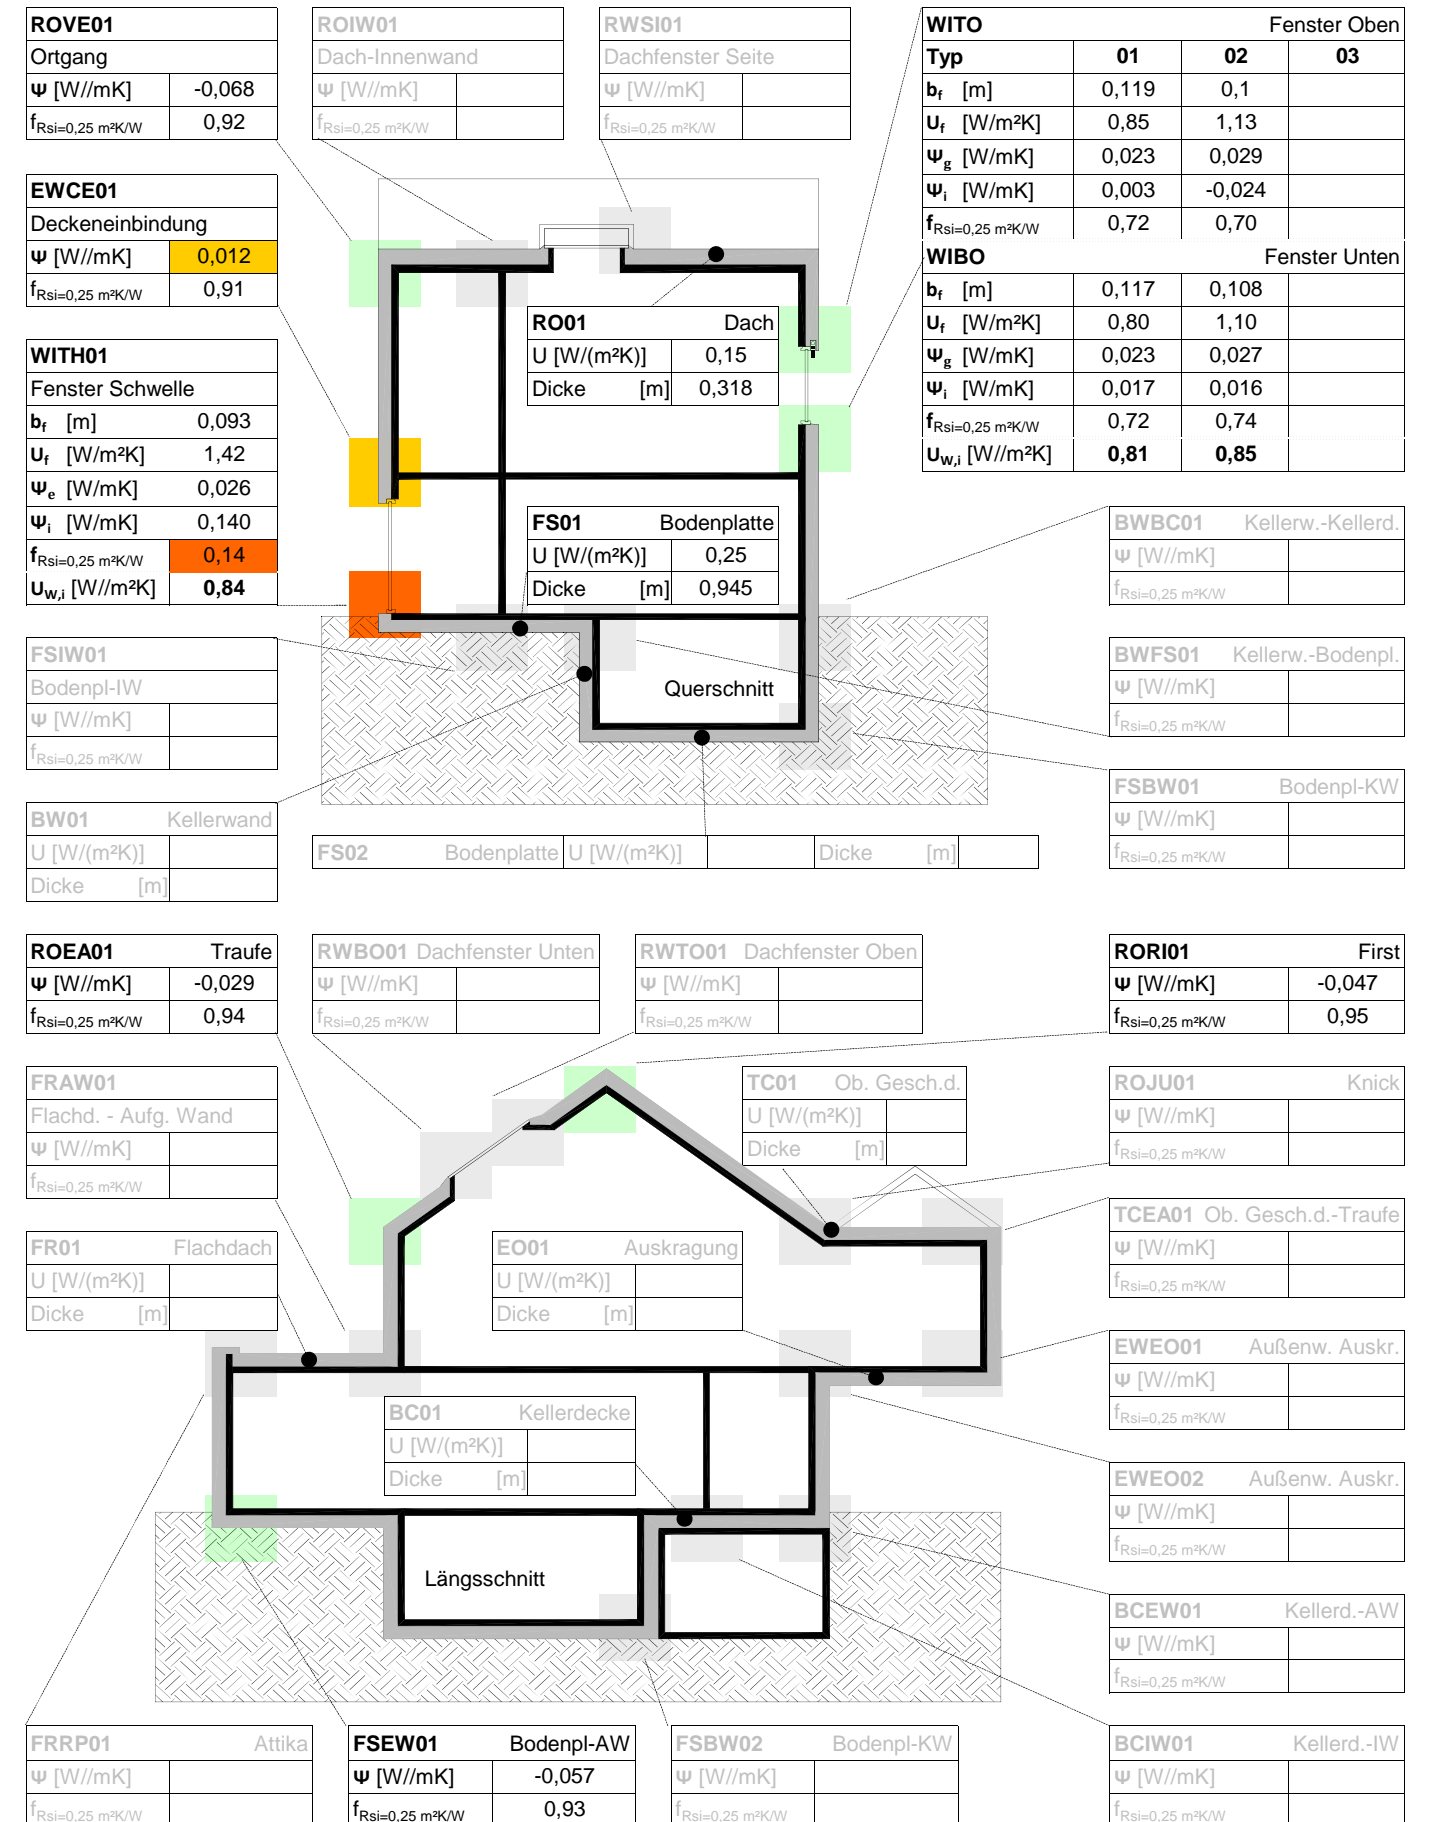 ROVE01
Ortgang
Ψ [W//mK] -0,068
fRsi=0,25 m²K/W 0,92
ROIW01
Dach-Innenwand
Ψ [W//mK]
fRsi=0,25 m²K/W
RWSI01
Dachfenster Seite
Ψ [W//mK]
fRsi=0,25 m²K/W
WITO Fenster Oben
Typ 01 02 03
bf [m] 0,119 0,1
Uf [W/m²K] 0,85 1,13
Ψg [W/mK] 0,023 0,029
Ψi [W/mK] 0,003 -0,024
fRsi=0,25 m²K/W 0,72 0,70
WIBO Fenster Unten
bf [m] 0,117 0,108
Uf [W/m²K] 0,80 1,10
Ψg [W/mK] 0,023 0,027
Ψi [W/mK] 0,017 0,016
fRsi=0,25 m²K/W 0,72 0,74
UW,i [W//m²K] 0,81 0,85
EWCE01
Deckeneinbindung
Ψ [W//mK] 0,012
fRsi=0,25 m²K/W 0,91
RO01 Dach
U [W/(m²K)] 0,15
Dicke [m] 0,318
WITH01
Fenster Schwelle
bf [m] 0,093
Uf [W/m²K] 1,42
Ψe [W/mK] 0,026
Ψi [W/mK] 0,140
fRsi=0,25 m²K/W 0,14
UW,i [W//m²K] 0,84
FS01 Bodenplatte
U [W/(m²K)] 0,25
Dicke [m] 0,945
BWBC01 Kellerw.-Kellerd.
Ψ [W//mK]
fRsi=0,25 m²K/W
FSIW01
Bodenpl-IW
Ψ [W//mK]
fRsi=0,25 m²K/W
Querschnitt
BWFS01 Kellerw.-Bodenpl.
Ψ [W//mK]
fRsi=0,25 m²K/W
FSBW01 Bodenpl-KW
Ψ [W//mK]
fRsi=0,25 m²K/W
BW01 Kellerwand
U [W/(m²K)]
Dicke [m]
FS02 Bodenplatte U [W/(m²K)] Dicke [m]
ROEA01 Traufe
Ψ [W//mK] -0,029
fRsi=0,25 m²K/W 0,94
RWBO01 Dachfenster Unten
Ψ [W//mK]
fRsi=0,25 m²K/W
RWTO01 Dachfenster Oben
Ψ [W//mK]
fRsi=0,25 m²K/W
RORI01 First
Ψ [W//mK] -0,047
fRsi=0,25 m²K/W 0,95
FRAW01
Flachd. - Aufg. Wand
Ψ [W//mK]
fRsi=0,25 m²K/W
TC01 Ob. Gesch.d.
U [W/(m²K)]
Dicke [m]
ROJU01 Knick
Ψ [W//mK]
fRsi=0,25 m²K/W
TCEA01 Ob. Gesch.d.-Traufe
Ψ [W//mK]
fRsi=0,25 m²K/W
FR01 Flachdach
U [W/(m²K)]
Dicke [m]
EO01 Auskragung
U [W/(m²K)]
Dicke [m]
EWEO01 Außenw. Auskr.
Ψ [W//mK]
fRsi=0,25 m²K/W
BC01 Kellerdecke
U [W/(m²K)]
Dicke [m]
EWEO02 Außenw. Auskr.
Ψ [W//mK]
fRsi=0,25 m²K/W
Längsschnitt
BCEW01 Kellerd.-AW
Ψ [W//mK]
fRsi=0,25 m²K/W
FRRP01 Attika
Ψ [W//mK]
fRsi=0,25 m²K/W
FSEW01 Bodenpl-AW
Ψ [W//mK] -0,057
fRsi=0,25 m²K/W 0,93
FSBW02 Bodenpl-KW
Ψ [W//mK]
fRsi=0,25 m²K/W
BCIW01 Kellerd.-IW
Ψ [W//mK]
fRsi=0,25 m²K/W